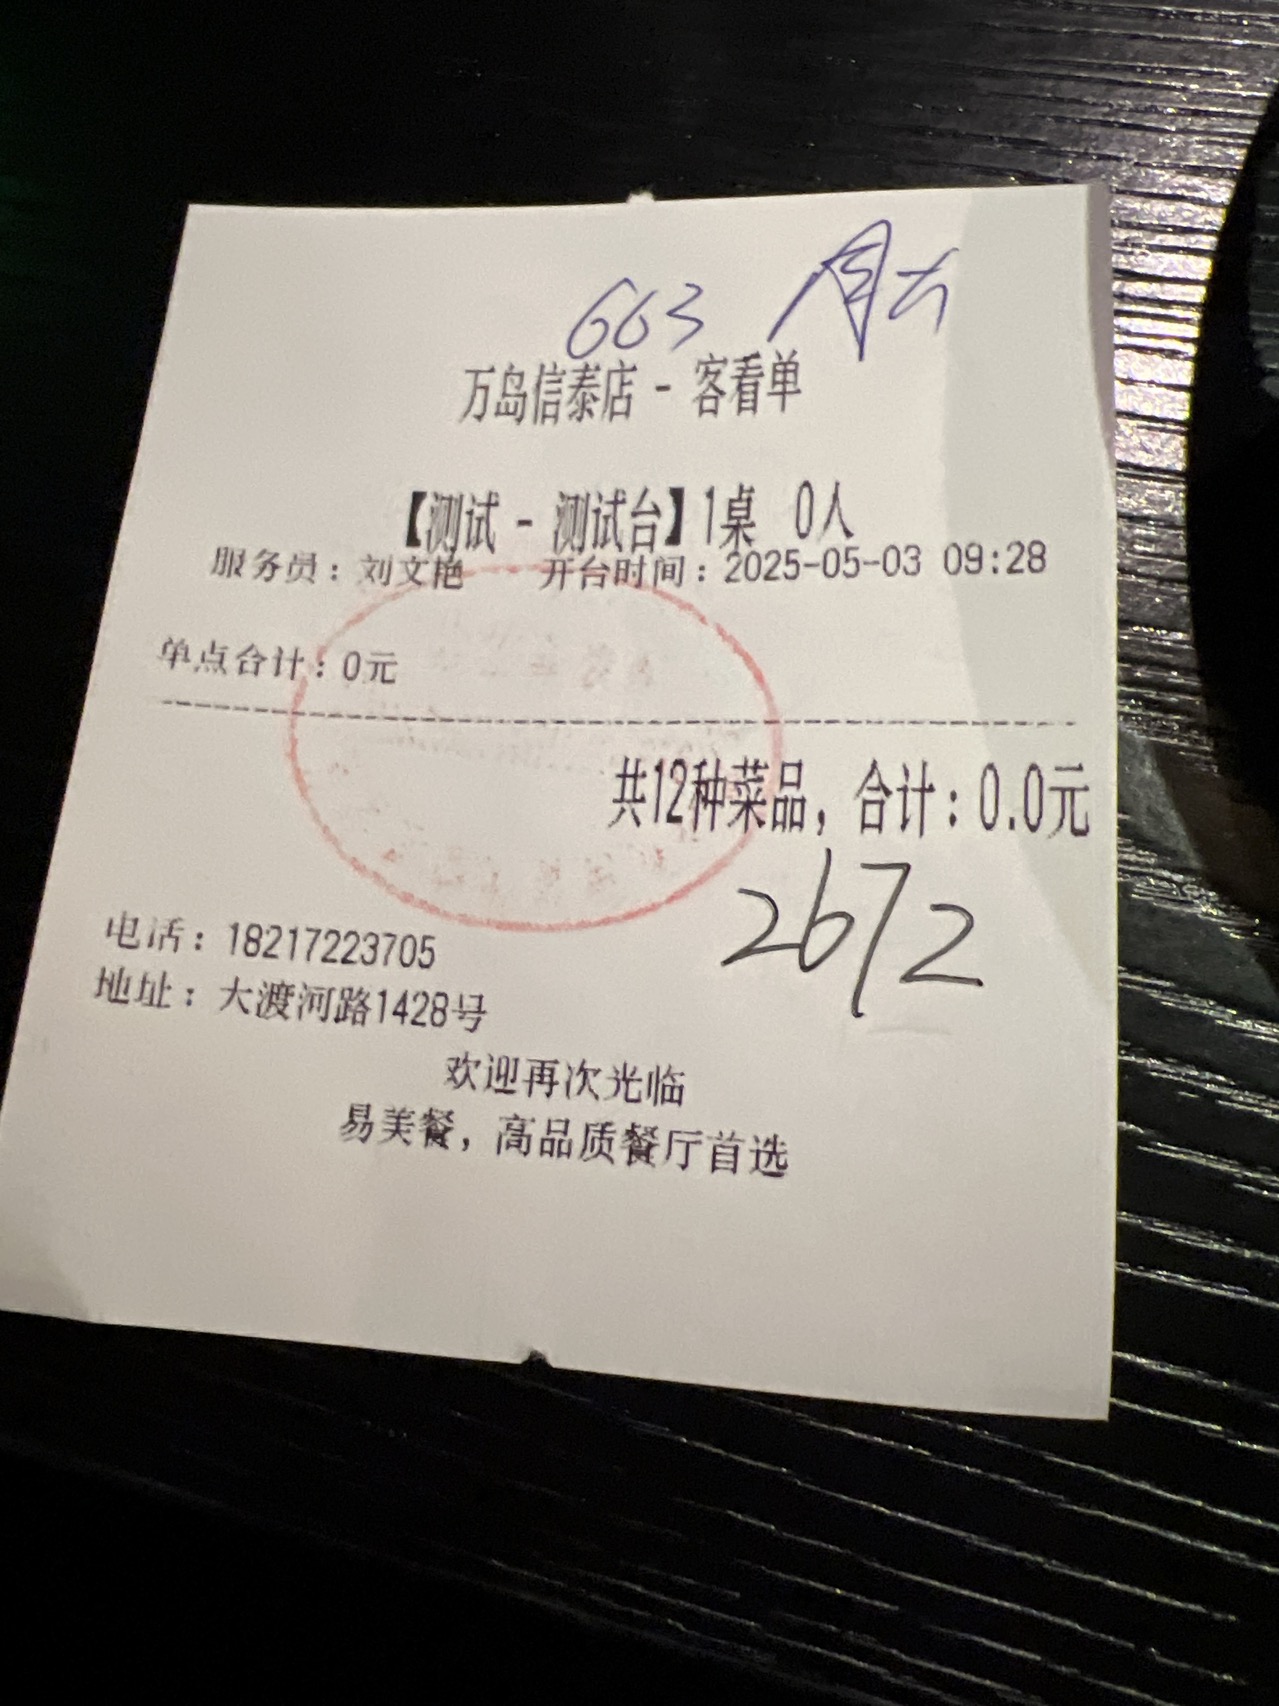 663
万岛信泰店 - 客看单
【测试 - 测试台】1桌 0人
服务员：刘文艳 开台时间：2025-05-03 09:28
单点合计：0元
共12种菜品，合计：0.0元
2672
电话：18217223705
地址：大渡河路1428号
欢迎再次光临
易美餐，高品质餐厅首选